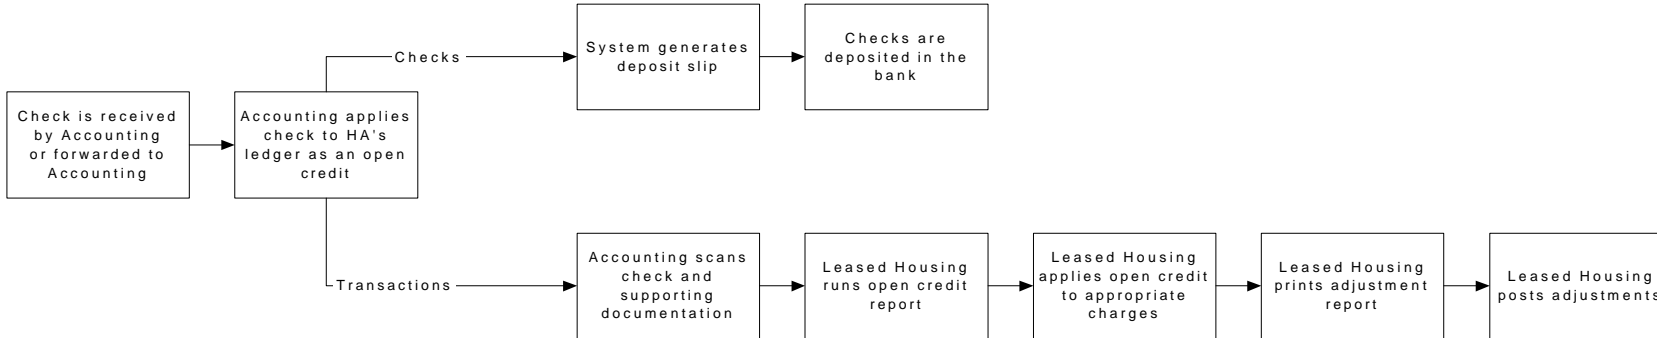 Check is received
by Accounting
or forwarded to
Accounting
Accounting applies
check to HA's
ledger as an open
credit
Checks
System generates
deposit slip
Checks are
deposited in the
bank
Transactions
Accounting scans
check and
supporting
documentation
Leased Housing
runs open credit
report
Leased Housing
applies open credit
to appropriate
charges
Leased Housing
prints adjustment
report
Leased Housing
posts adjustments